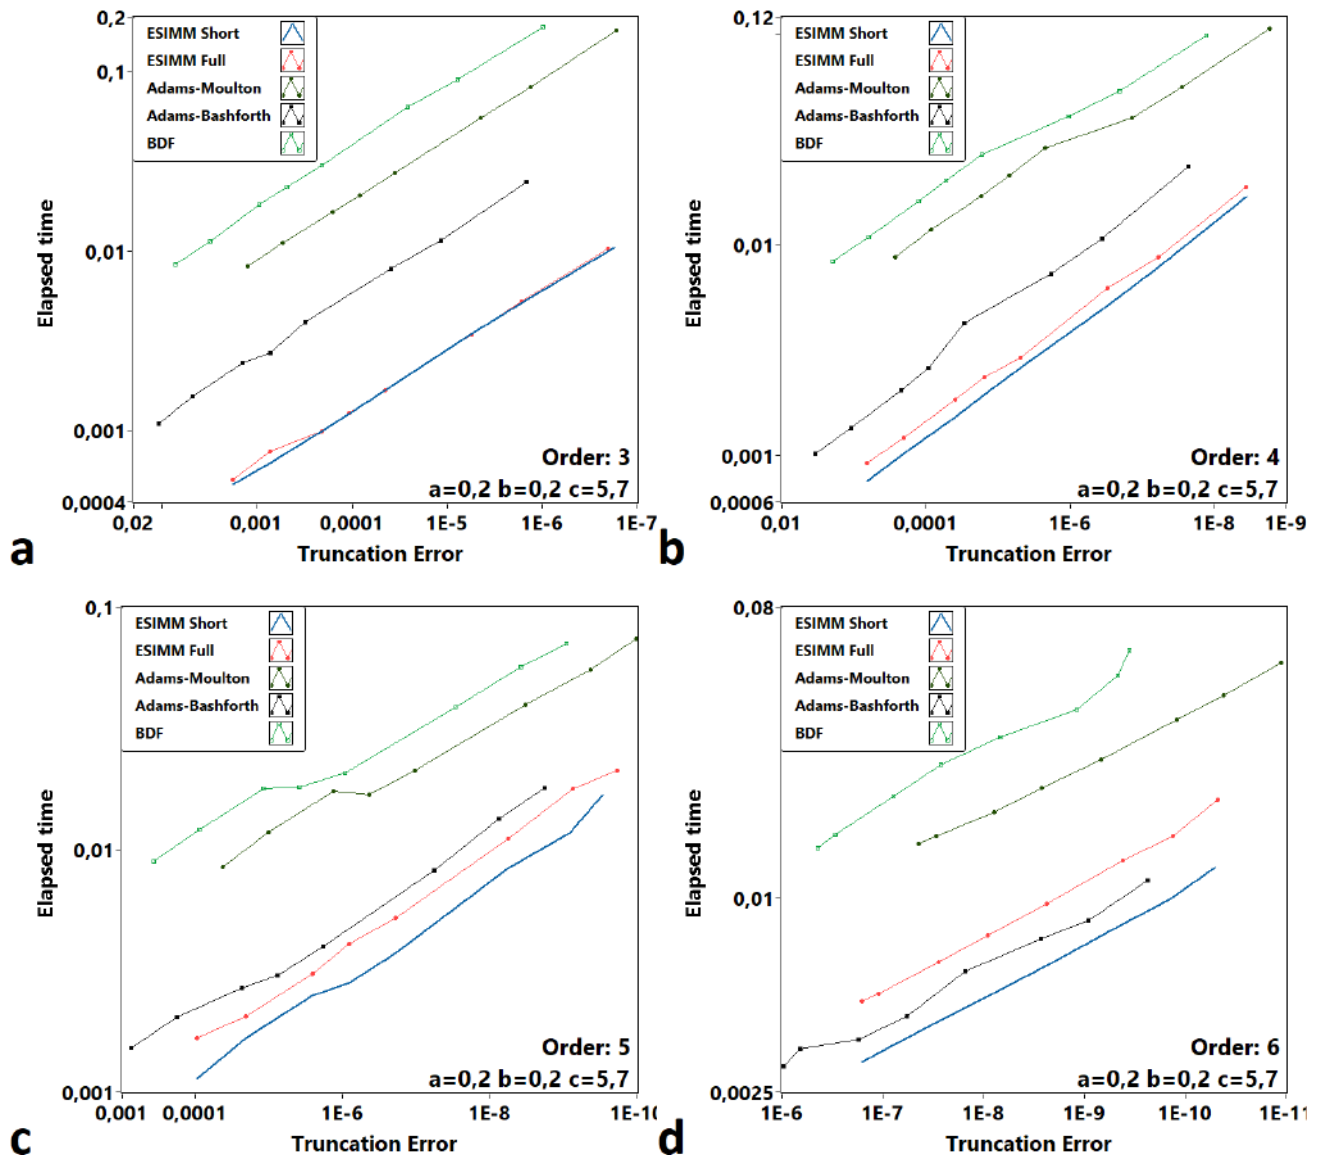 0,2
0,1
0,01
0,001
0,0004
Elapsed time
ESIMM Short
ESIMM Full
Adams-Moulton
Adams-Bashforth
BDF
Order: 3
a=0,2 b=0,2 c=5,7
0,02
0,001
0,0001
1E-5
1E-6
1E-7
Truncation Error
a
0,12
0,01
0,001
0,0006
Elapsed time
ESIMM Short
ESIMM Full
Adams-Moulton
Adams-Bashforth
BDF
Order: 4
a=0,2 b=0,2 c=5,7
0,01
0,0001
1E-6
1E-8
1E-9
Truncation Error
b
0,1
0,01
0,001
Elapsed time
ESIMM Short
ESIMM Full
Adams-Moulton
Adams-Bashforth
BDF
Order: 5
a=0,2 b=0,2 c=5,7
0,001
0,0001
1E-6
1E-8
1E-10
Truncation Error
c
0,08
0,01
0,0025
Elapsed time
ESIMM Short
ESIMM Full
Adams-Moulton
Adams-Bashforth
BDF
Order: 6
a=0,2 b=0,2 c=5,7
1E-6
1E-7
1E-8
1E-9
1E-10
1E-11
Truncation Error
d